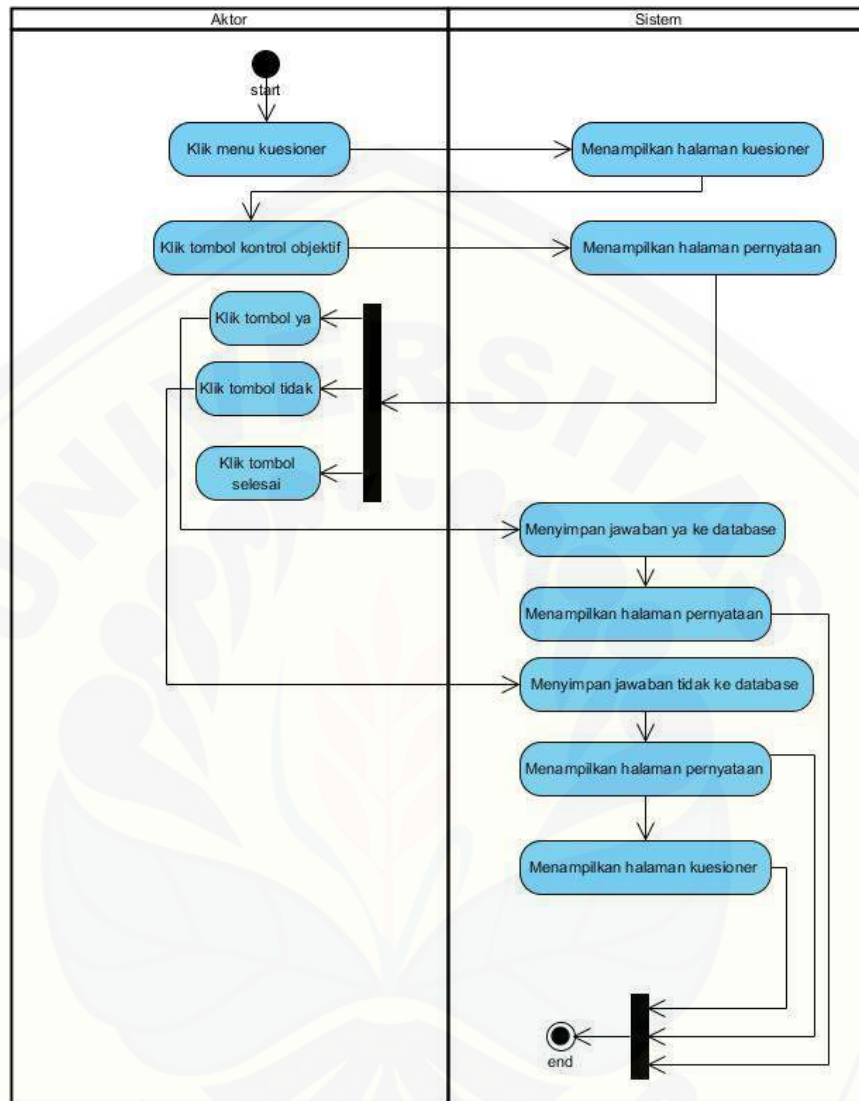 Aktor
Sistem
start
Klik menu kuesioner
Menampilkan halaman kuesioner
Klik tombol kontrol objektif
Menampilkan halaman pernyataan
Klik tombol ya
Klik tombol tidak
Klik tombol
selesai
Menyimpan jawaban ya ke database
Menampilkan halaman pernyataan
Menyimpan jawaban tidak ke database
Menampilkan halaman pernyataan
Menampilkan halaman kuesioner
end
UNIVERSITAS